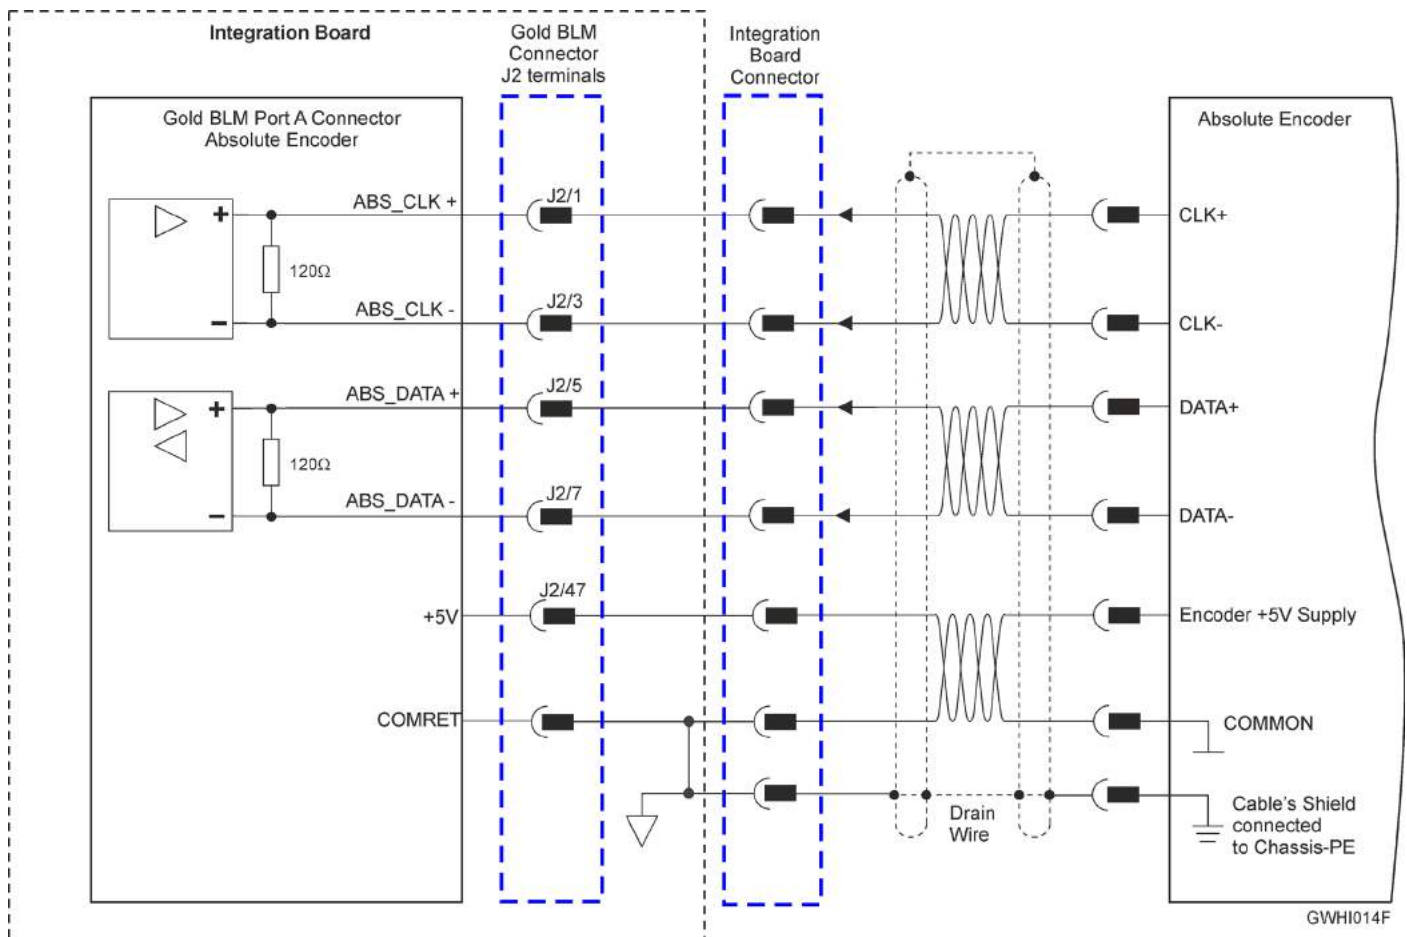 Integration Board
Gold BLM
Connector
J2 terminals
Integration
Board
Connector
Gold BLM Port A Connector
Absolute Encoder
Absolute Encoder
ABS_CLK +
J2/1
CLK+
120Ω
ABS_CLK -
J2/3
CLK-
ABS_DATA +
J2/5
DATA+
120Ω
ABS_DATA -
J2/7
DATA-
+5V
J2/47
Encoder +5V Supply
COMRET
COMMON
Drain
Wire
Cable's Shield
connected
to Chassis-PE
GWHI014F